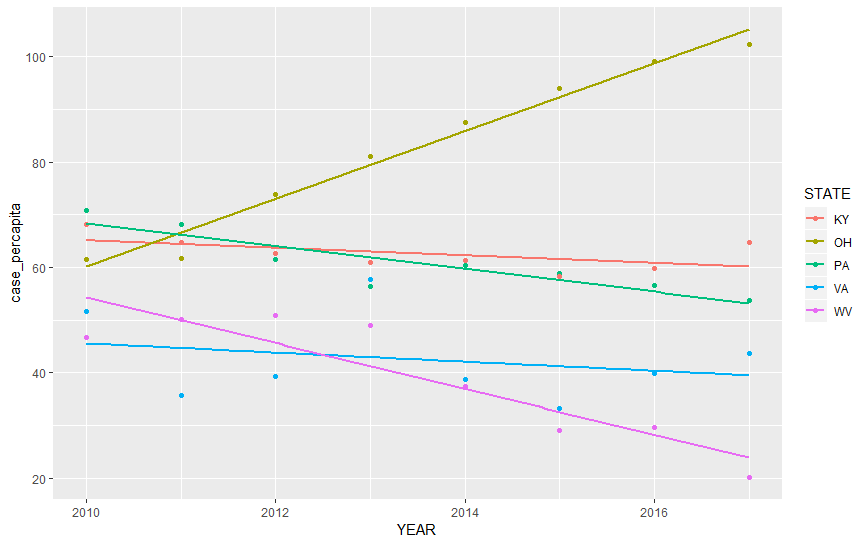 case_percapita
100
80
60
40
20
2010
2012
2014
2016
YEAR
STATE
KY
OH
PA
VA
WV